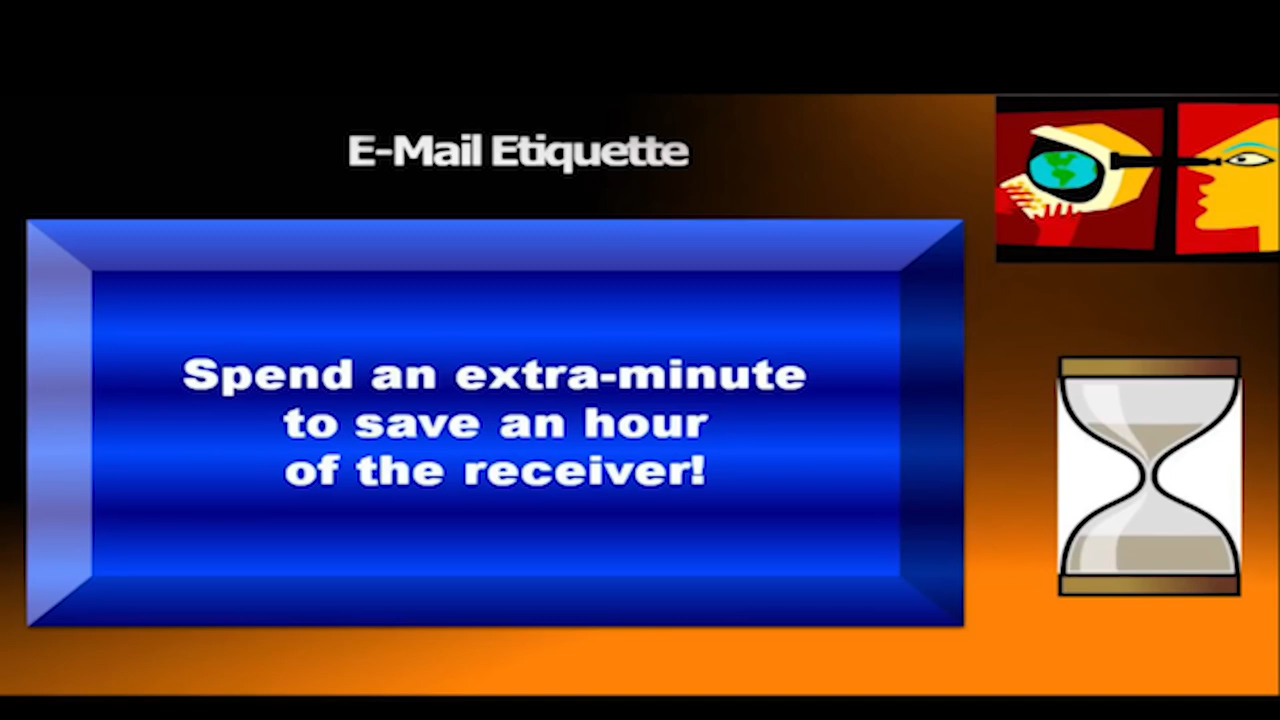 E-Mail Etiquette
Spend an extra-minute
to save an hour
of the receiver!